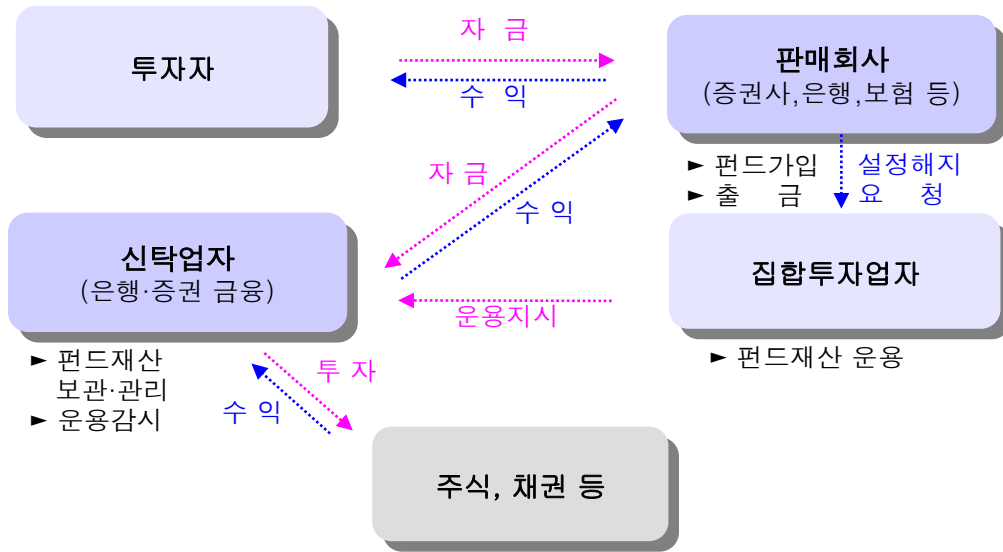 투자자
자 금
수 익
판매회사
(증권사,은행,보험 등)
► 펀드가입
► 출 금
설정해지
요 청
자 금
수 익
신탁업자
(은행·증권 금융)
집합투자업자
운용지시
► 펀드재산
보관·관리
► 운용감시
► 펀드재산 운용
투 자
수 익
주식, 채권 등